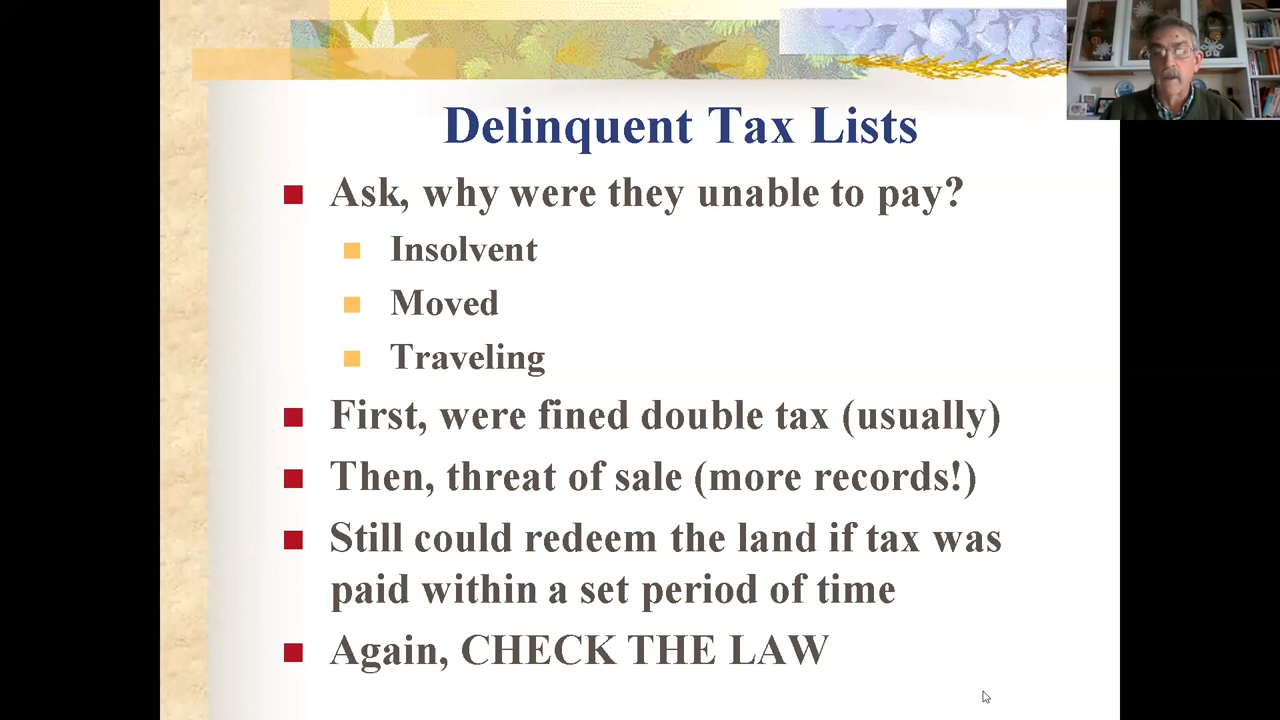 Delinquent Tax Lists
Ask, why were they unable to pay?
Insolvent
Moved
Traveling
First, were fined double tax (usually)
Then, threat of sale (more records!)
Still could redeem the land if tax was
paid within a set period of time
Again, CHECK THE LAW